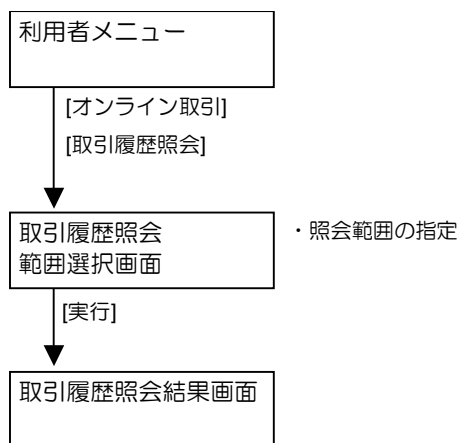 利用者メニュー
[オンライン取引]
[取引履歴照会]
取引履歴照会
範囲選択画面
・照会範囲の指定
[実行]
取引履歴照会結果画面